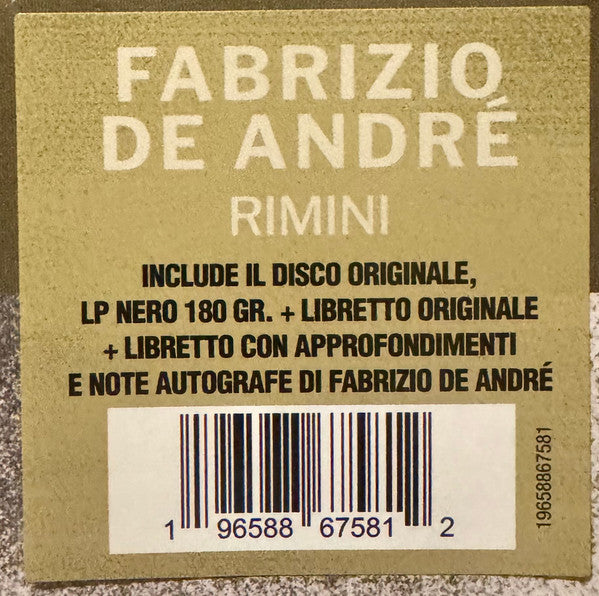 FABRIZIO
DE ANDRÉ
RIMINI
INCLUDE IL DISCO ORIGINALE,
LP NERO 180 GR. + LIBRETTO ORIGINALE
+ LIBRETTO CON APPROFONDIMENTI
E NOTE AUTOGRAFE DI FABRIZIO DE ANDRÉ
1 96588 67581 2
19658867581